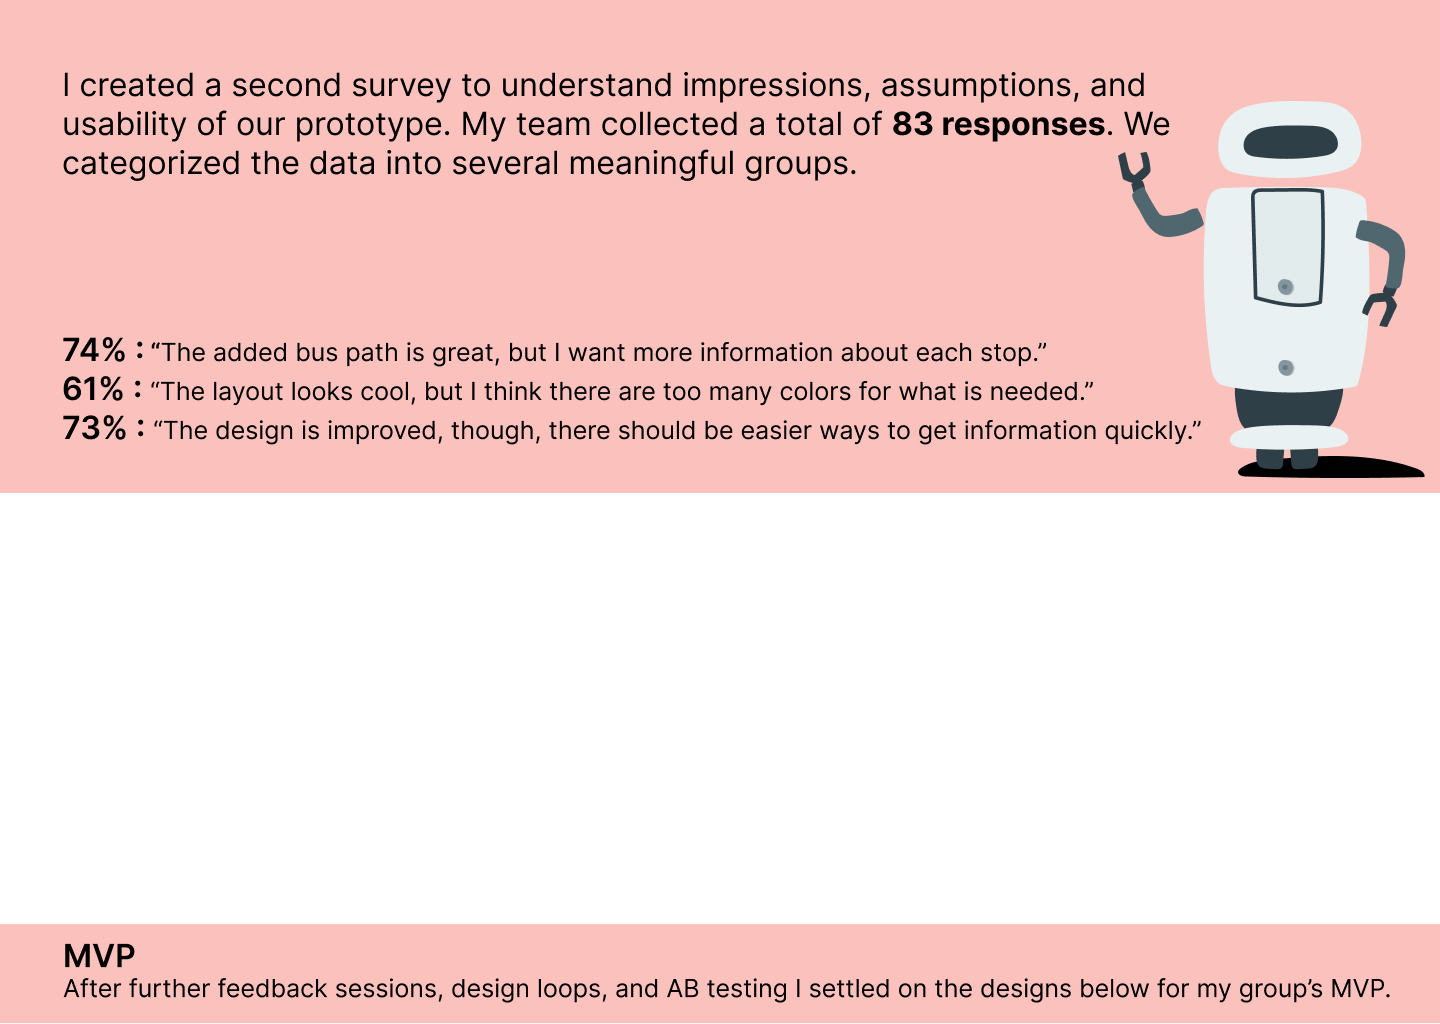 I created a second survey to understand impressions, assumptions, and
usability of our prototype. My team collected a total of 83 responses. We
categorized the data into several meaningful groups.
74% : “The added bus path is great, but I want more information about each stop.”
61% : “The layout looks cool, but I think there are too many colors for what is needed.”
73% : “The design is improved, though, there should be easier ways to get information quickly.”
MVP
After further feedback sessions, design loops, and AB testing I settled on the designs below for my group’s MVP.